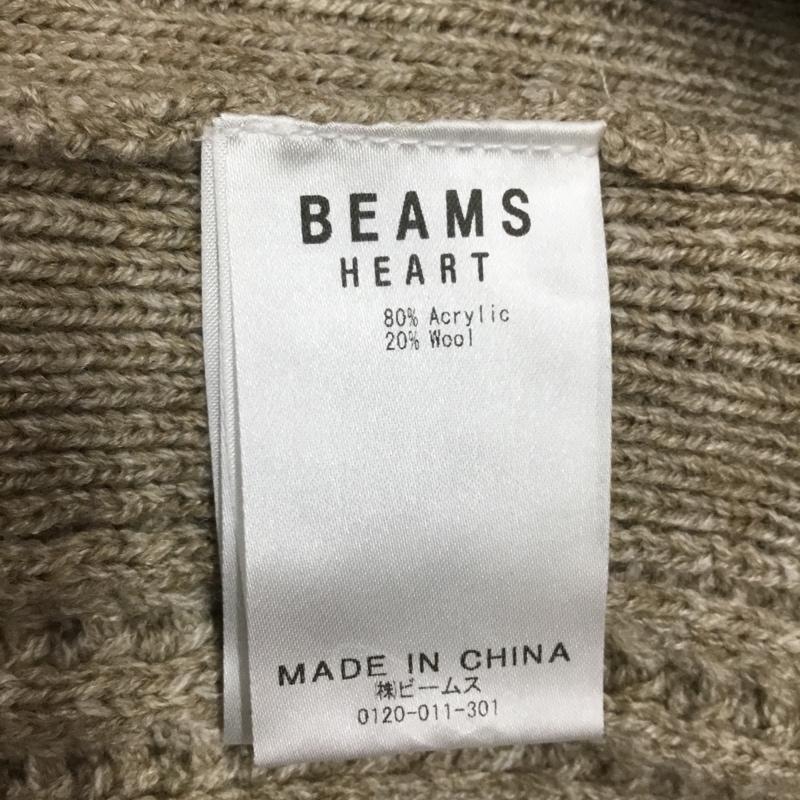 BEAMS
HEART
80% Acrylic
20% Wool
MADE IN CHINA
㈱ビームス
0120-011-301